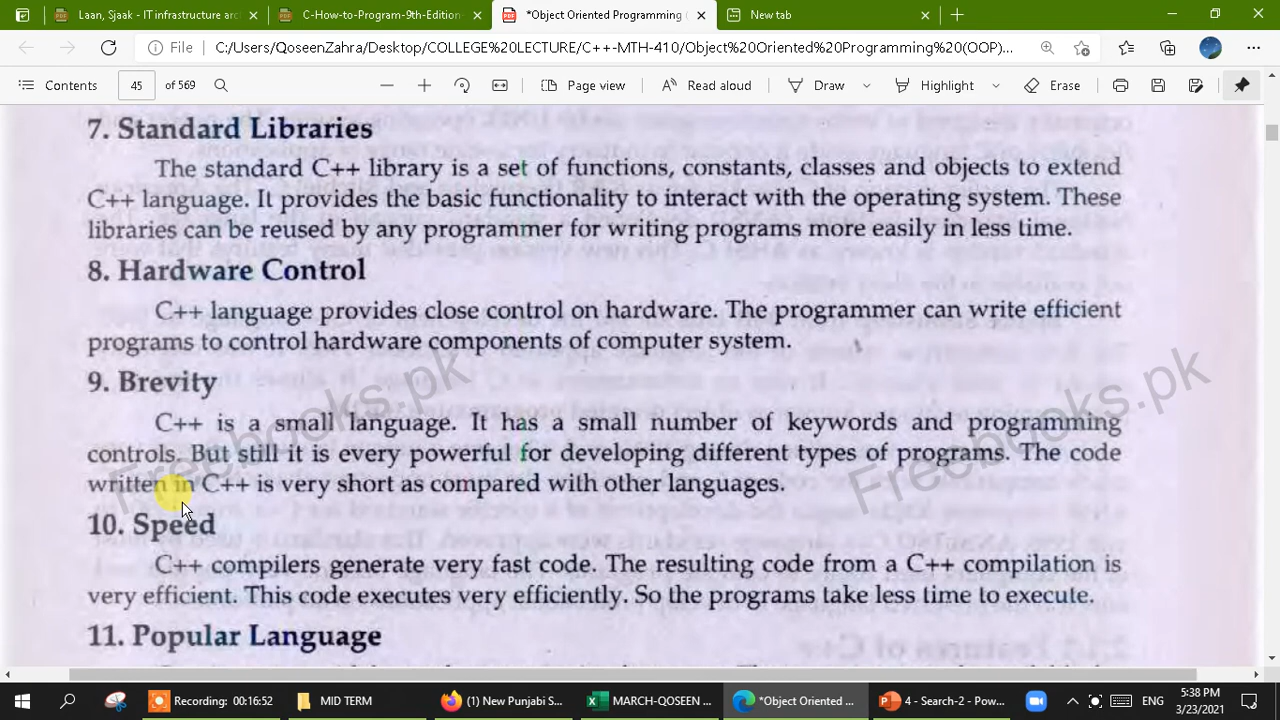 Laan, Sjaak - IT infrastructure arc
C-How-to-Program-9th-Edition-
*Object Oriented Programming (
New tab
File
C:/Users/QoseenZahra/Desktop/COLLEGE%20LECTURE/C++-MTH-410/Object%20oriented%20Programming%20(OOP)...
Contents
45
of 569
Page view
Read aloud
Draw
Highlight
Erase
7. Standard Libraries
The standard C++ library is a set of functions, constants, classes and objects to extend
C++ language. It provides the basic functionality to interact with the operating system. These
libraries can be reused by any programmer for writing programs more easily in less time.
8. Hardware Control
C++ language provides close control on hardware. The programmer can write efficient
programs to control hardware components of computer system.
9. Brevity
C++ is a small language. It has a small number of keywords and programming
controls. But still it is every powerful for developing different types of programs. The code
written in C++ is very short as compared with other languages.
10. Speed
C++ compilers generate very fast code. The resulting code from a C++ compilation is
very efficient. This code executes very efficiently. So the programs take less time to execute.
11. Popular Language
Freebooks.pk
Freebooks.pk
Recording: 00:16:52
MID TERM
(1) New Punjabi S...
MARCH-QOSEEN ...
*Object Oriented ...
4 - Search-2 - Pow...
ENG
5:38 PM
3/23/2021